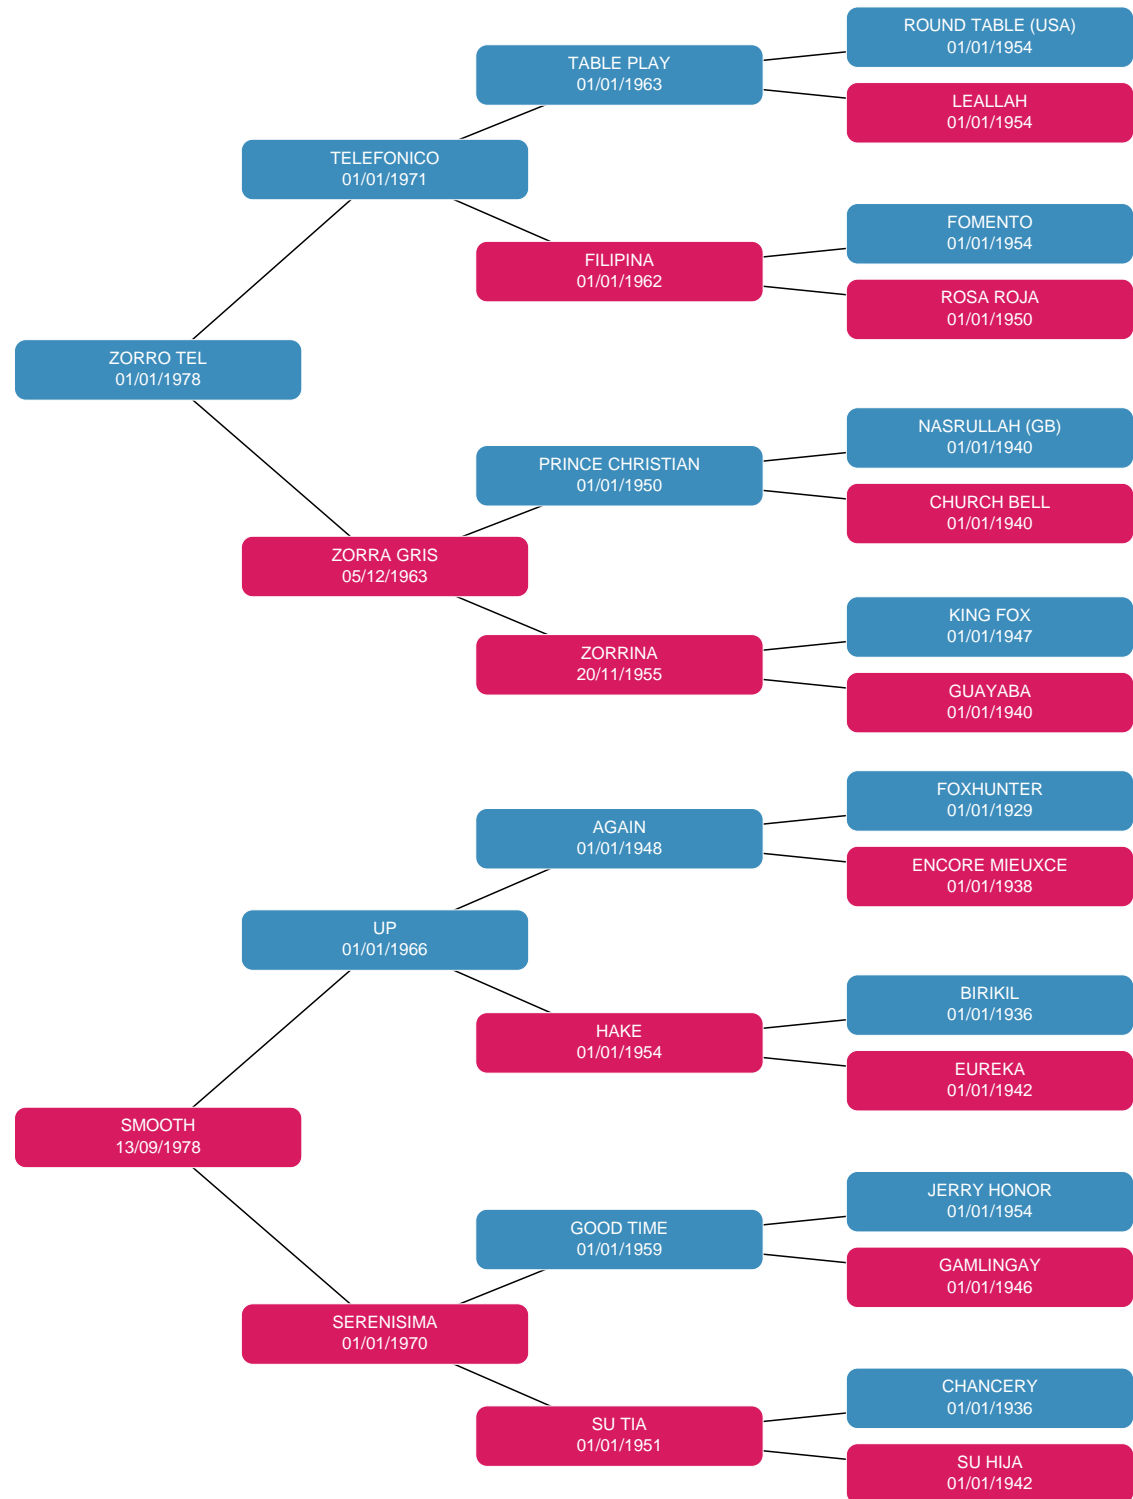 ROUND TABLE (USA)
01/01/1954
TABLE PLAY
01/01/1963
LEALLAH
01/01/1954
TELEFONICO
01/01/1971
FOMENTO
01/01/1954
FILIPINA
01/01/1962
ROSA ROJA
01/01/1950
ZORRO TEL
01/01/1978
NASRULLAH (GB)
01/01/1940
PRINCE CHRISTIAN
01/01/1950
CHURCH BELL
01/01/1940
ZORRA GRIS
05/12/1963
KING FOX
01/01/1947
ZORRINA
20/11/1955
GUAYABA
01/01/1940
FOXHUNTER
01/01/1929
AGAIN
01/01/1948
ENCORE MIEUXCE
01/01/1938
UP
01/01/1966
BIRIKIL
01/01/1936
HAKE
01/01/1954
EUREKA
01/01/1942
SMOOTH
13/09/1978
JERRY HONOR
01/01/1954
GOOD TIME
01/01/1959
GAMLINGAY
01/01/1946
SERENISIMA
01/01/1970
CHANCERY
01/01/1936
SU TIA
01/01/1951
SU HIJA
01/01/1942